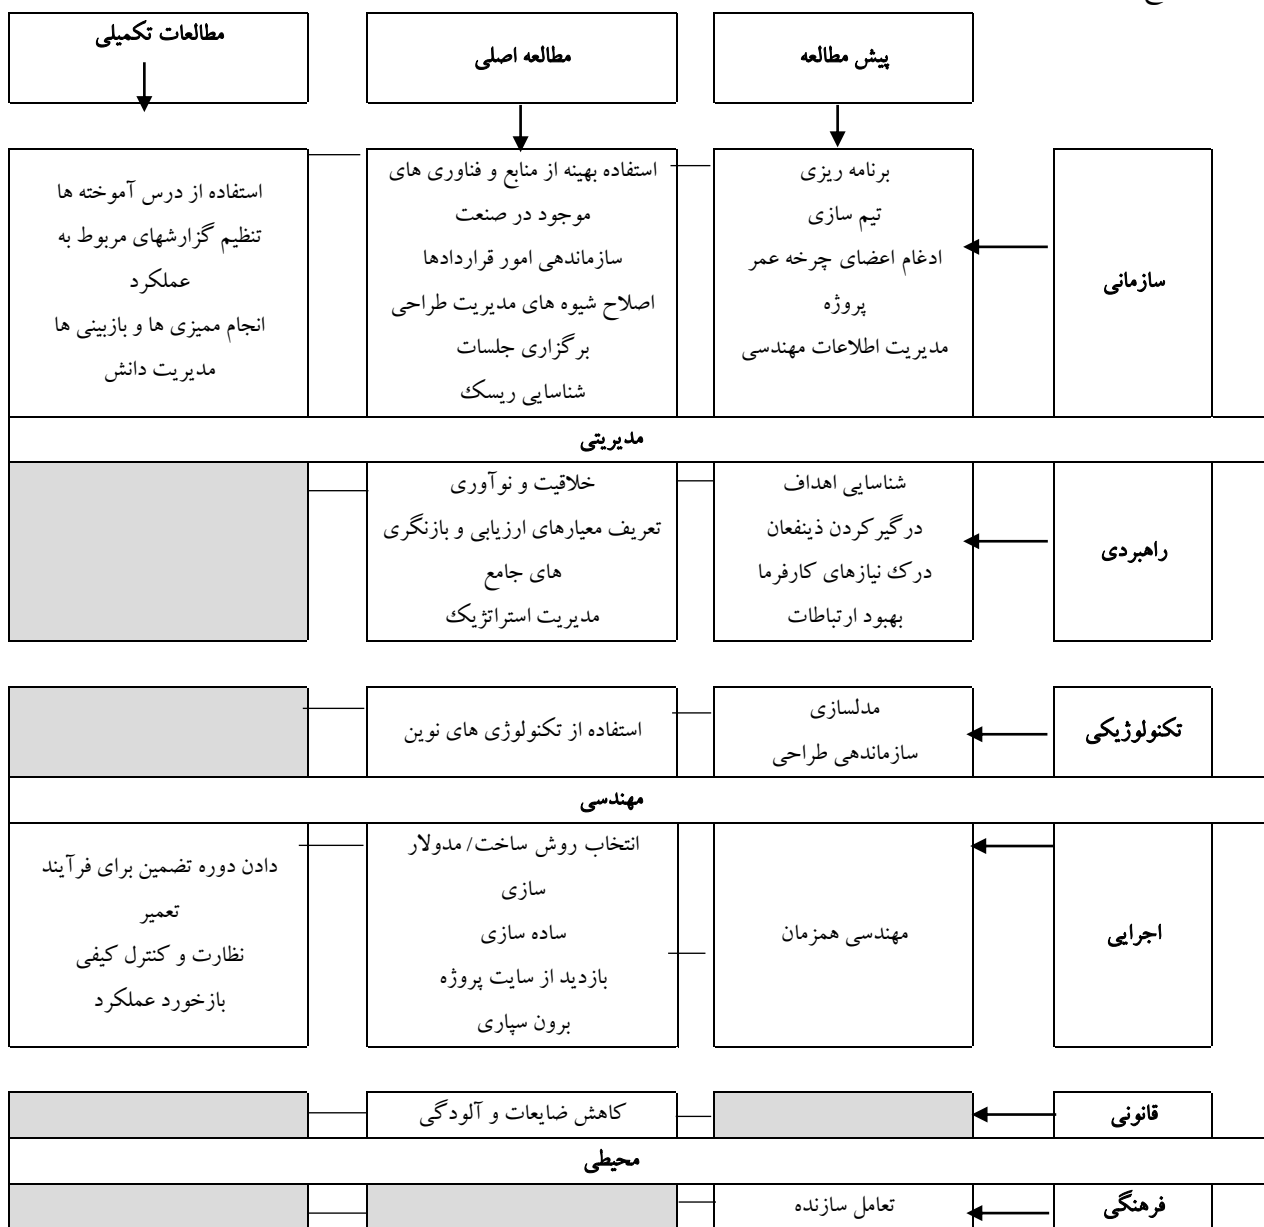 پیش مطالعه
مطالعه اصلی
مطالعات تکمیلی
سازمانی
برنامه ریزی
تیم سازی
ادغام اعضای چرخه عمر
پروژه
مدیریت اطلاعات مهندسی
استفاده بهینه از منابع و فناوری های
موجود در صنعت
سازماندهی امور قراردادها
اصلاح شیوه های مدیریت طراحی
برگزاری جلسات
شناسایی ریسک
استفاده از درس آموخته ها
تنظیم گزارشهای مربوط به
عملکرد
انجام ممیزی ها و بازبینی ها
مدیریت دانش
مدیریتی
راهبردی
شناسایی اهداف
درگیرکردن ذینفعان
درک نیازهای کارفرما
بهبود ارتباطات
خلاقیت و نوآوری
تعریف معیارهای ارزیابی و بازنگری
های جامع
مدیریت استراتژیک
تکنولوژیکی
مدلسازی
سازماندهی طراحی
استفاده از تکنولوژی های نوین
مهندسی
اجرایی
مهندسی همزمان
انتخاب روش ساخت/ مدولار
سازی
ساده سازی
بازدید از سایت پروژه
برون سپاری
دادن دوره تضمین برای فرآیند
تعمیر
نظارت و کنترل کیفی
بازخورد عملکرد
قانونی
کاهش ضایعات و آلودگی
محیطی
فرهنگی
تعامل سازنده